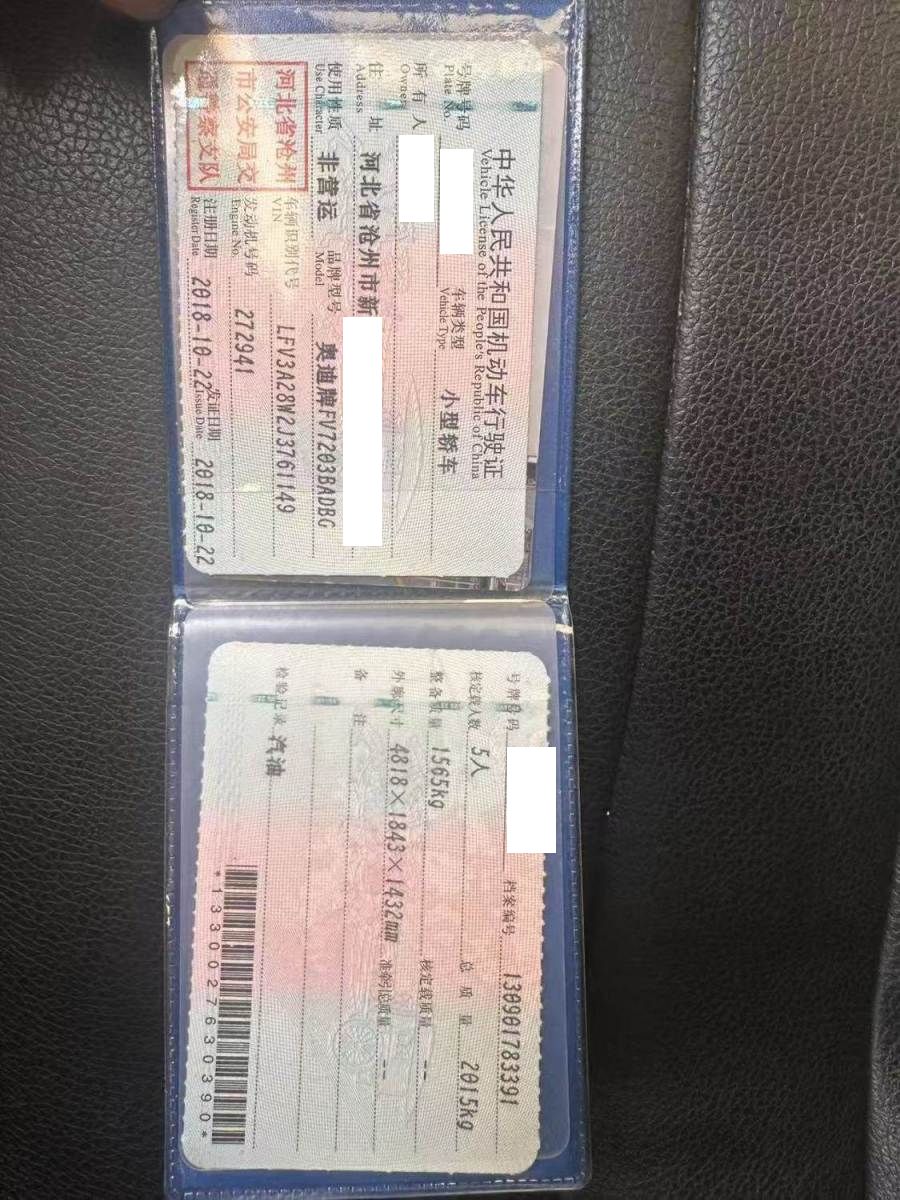 中华人民共和国机动车行驶证
Vehicle License of the People's Republic of China
号牌号码
Plate No.
车辆类型 小型轿车
Vehicle Type
所有人
Owner
住址 河北省沧州市新
Address
使用性质 非营运 品牌型号 奥迪牌FV7203BADBG
Use Character Model
河北省沧州
市公安局交
通警察支队
车辆识别代号 LFV3A28W2J3761149
VIN
发动机号码 272941
Engine No.
注册日期 2018-10-22 发证日期 2018-10-22
Register Date Issue Date
号牌号码 档案编号 130901783391
核定载人数 5人 总质量 2015kg
整备质量 1565kg 核定载质量 --
外廓尺寸 4818×1843×1432mm 准牵引总质量 --
备注
检验记录 汽油
*1330027630390*